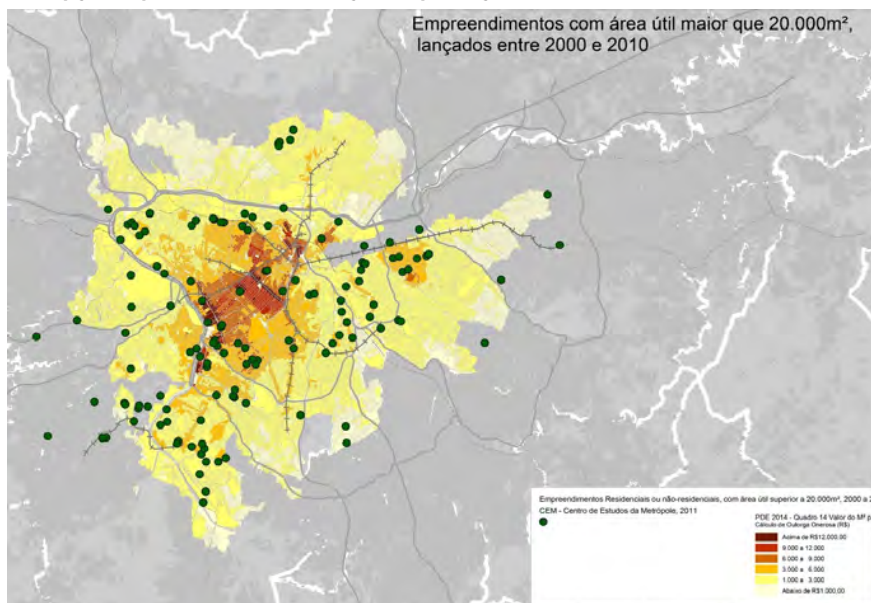 Empreendimentos com área útil maior que 20.000m²,
lançados entre 2000 e 2010
Empreendimentos Residenciais ou não-residenciais, com área útil superior a 20.000m², 2000 a 2
CEM - Centro de Estudos da Metrópole, 2011
PDE 2014 - Quadro 14 Valor do M² p
Cálculo de Outorga Onerosa (R$)
Acima de R$12.000,00
9.000 a 12.000
6.000 a 9.000
3.000 a 6.000
1.000 a 3.000
Abaixo de R$1.000,00